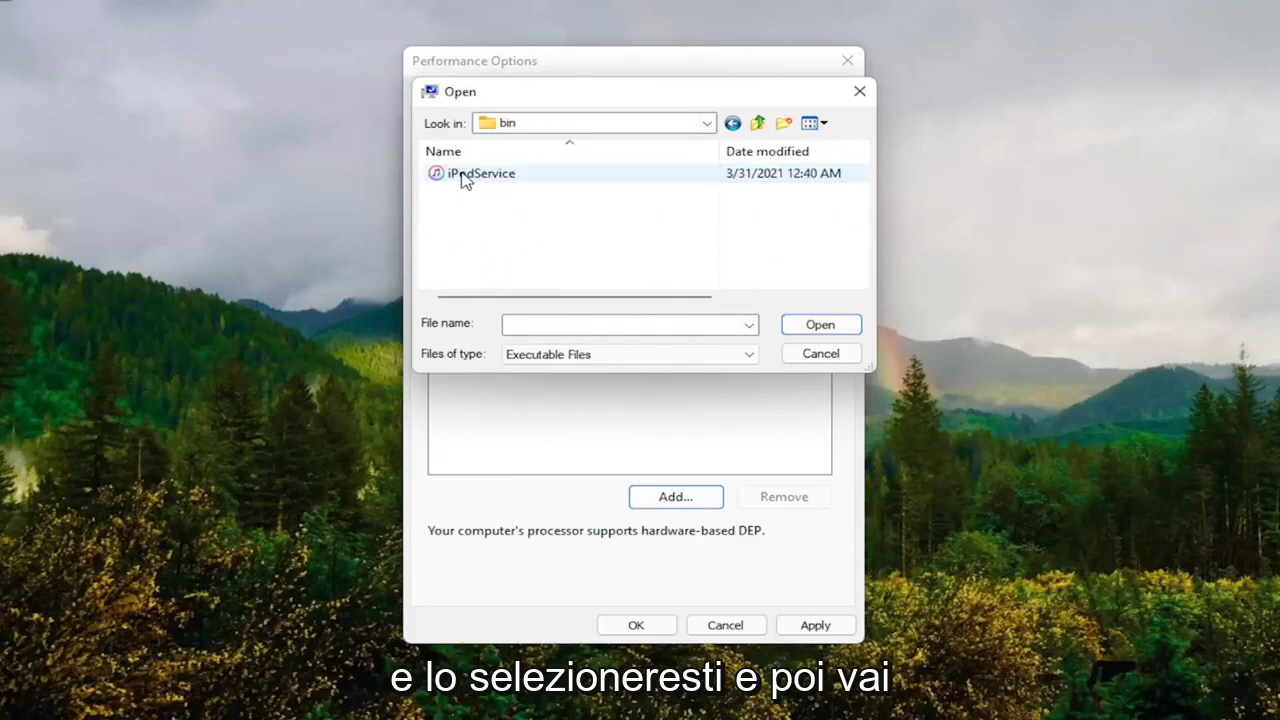 Performance Options
Open
Look in:
bin
Name
Date modified
iPodService
3/31/2021 12:40 AM
File name:
Open
Files of type:
Executable Files
Cancel
Add...
Remove
Your computer's processor supports hardware-based DEP.
OK
Cancel
Apply
e lo selezioneresti e poi vai